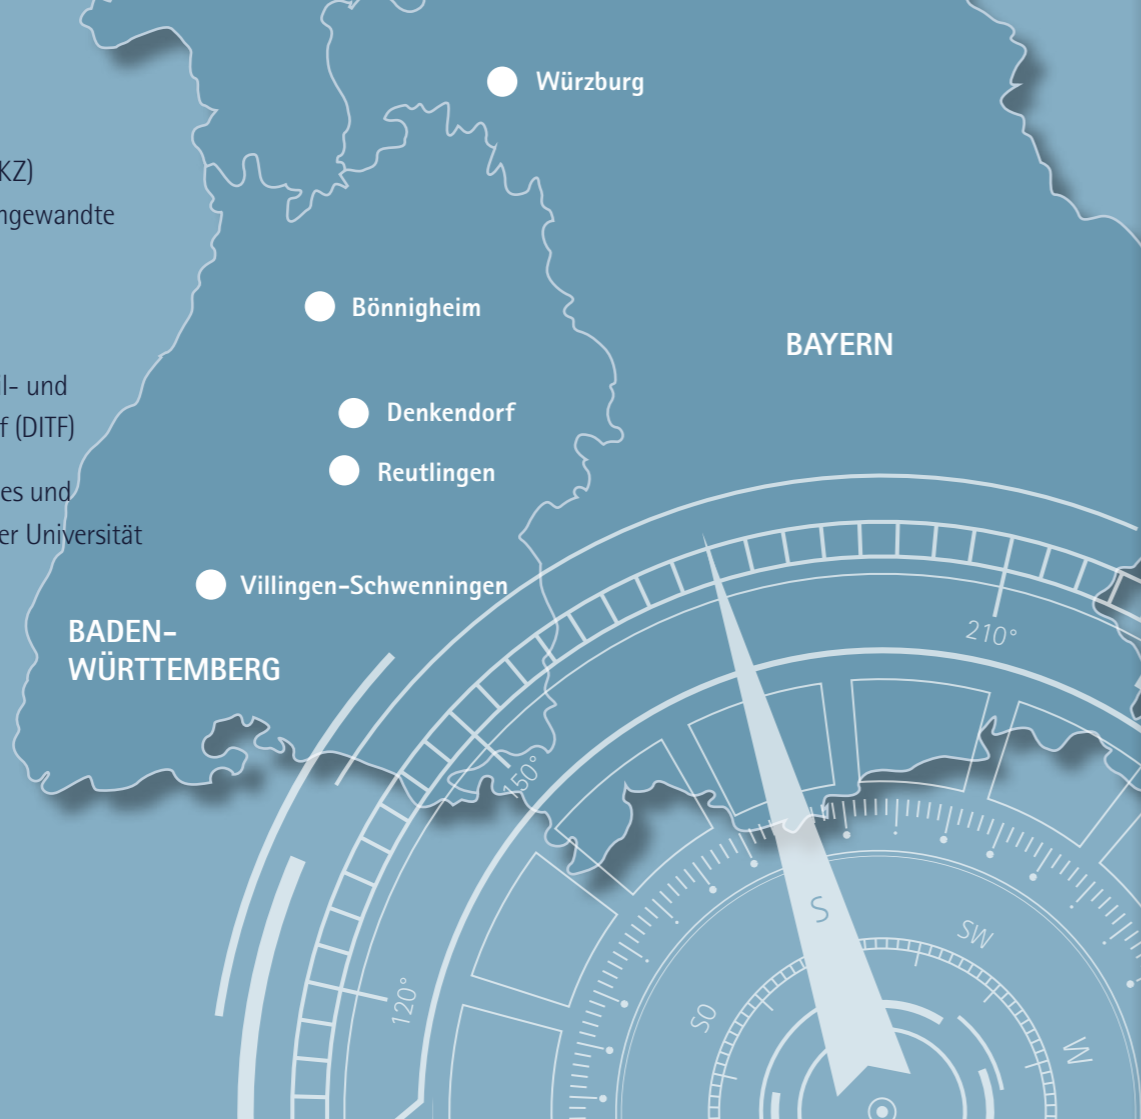 Würzburg
KZ)
ngewandte
Bönnigheim
BAYERN
il- und
Denkendorf
f (DITF)
Reutlingen
es und
er Universität
Villingen-Schwenningen
BADEN-
WÜRTTEMBERG
210°
150°
120°
S
SW
SO
W